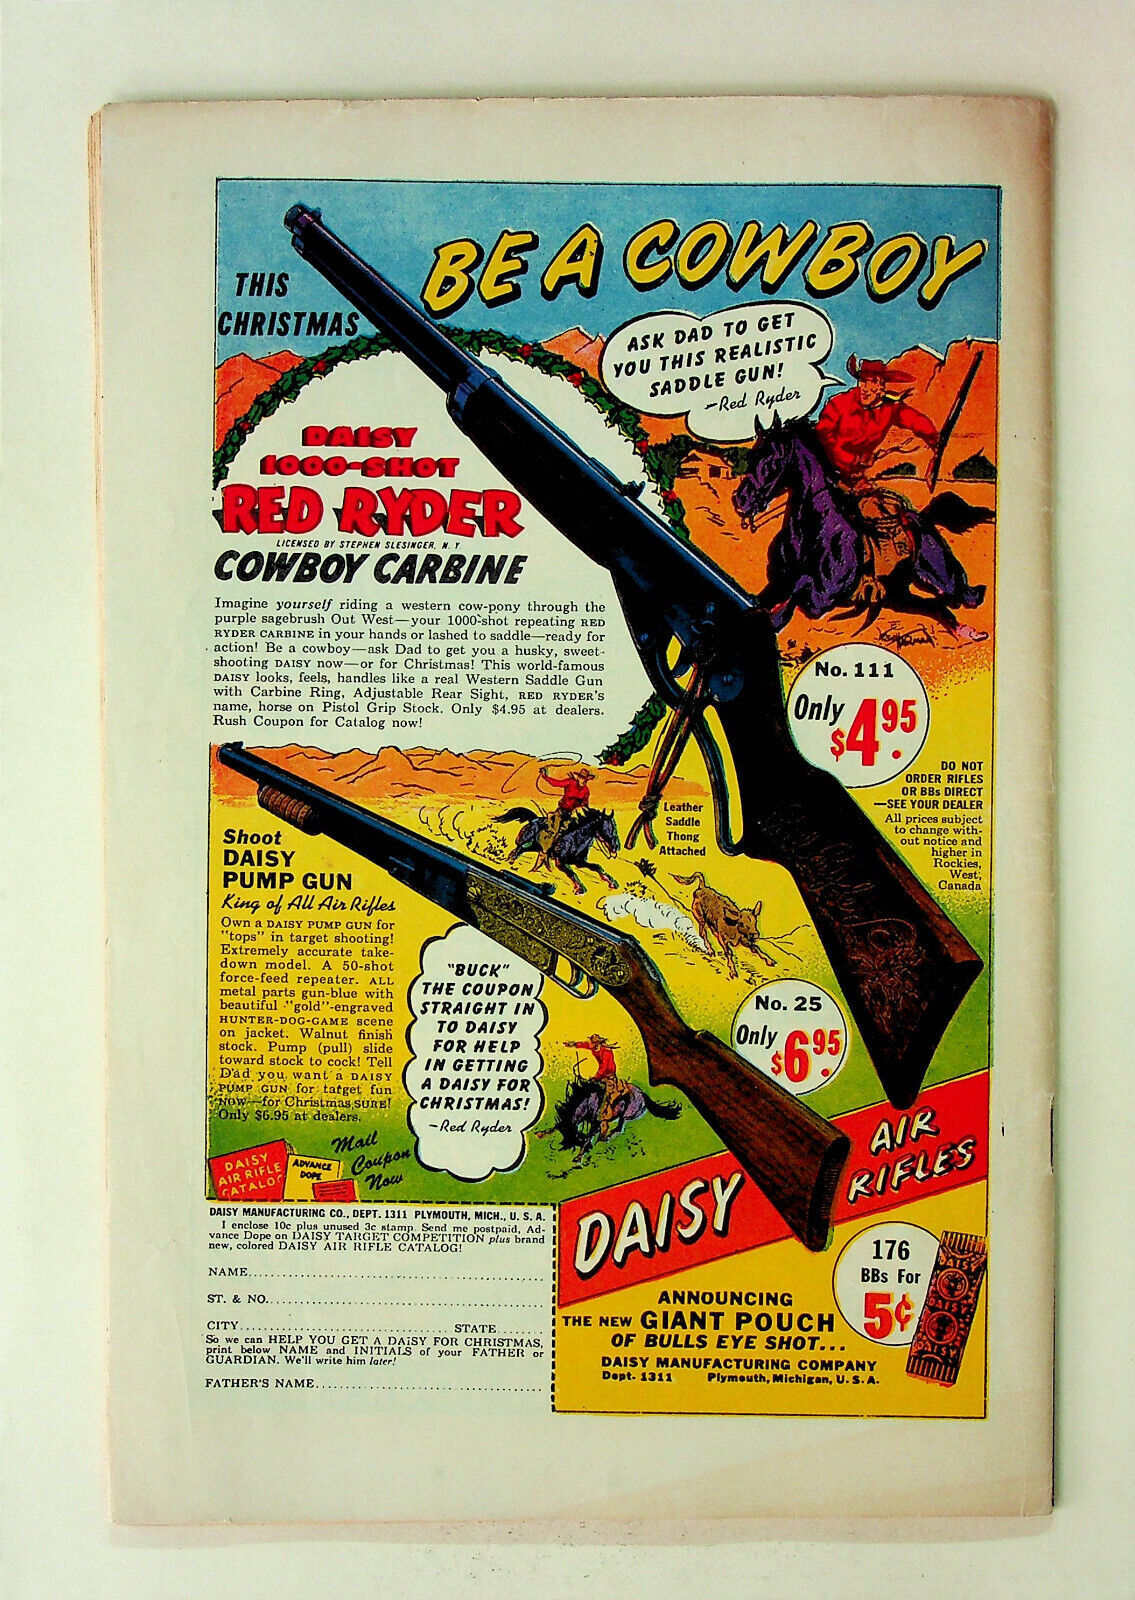 THIS
CHRISTMAS
BE A COWBOY
ASK DAD TO GET
YOU THIS REALISTIC
SADDLE GUN!
—Red Ryder
DAISY
1000-SHOT
RED RYDER
LICENSED BY STEPHEN SLESINGER, N. Y.
COWBOY CARBINE
Imagine yourself riding a western cow-pony through the
purple sagebrush Out West—your 1000-shot repeating RED
RYDER CARBINE in your hands or lashed to saddle—ready for
action! Be a cowboy—ask Dad to get you a husky, sweet-
shooting DAISY now—or for Christmas! This world-famous
DAISY looks, feels, handles like a real Western Saddle Gun
with Carbine Ring, Adjustable Rear Sight, RED RYDER'S
name, horse on Pistol Grip Stock. Only $4.95 at dealers.
Rush Coupon for Catalog now!
No. 111
Only
$4.95
DO NOT
ORDER RIFLES
OR BBs DIRECT
—SEE YOUR DEALER
All prices subject
to change with-
out notice and
higher in
Rockies,
West,
Canada
Leather
Saddle
Thong
Attached
Shoot
DAISY
PUMP GUN
King of All Air Rifles
Own a DAISY PUMP GUN for
"tops" in target shooting!
Extremely accurate take-
down model. A 50-shot
force-feed repeater. ALL
metal parts gun-blue with
beautiful "gold"-engraved
HUNTER-DOG-GAME scene
on jacket. Walnut finish
stock. Pump (pull) slide
toward stock to cock! Tell
Dad you want a DAISY
PUMP GUN for target fun
NOW—for Christmas SURE!
Only $6.95 at dealers.
"BUCK"
THE COUPON
STRAIGHT IN
TO DAISY
FOR HELP
IN GETTING
A DAISY FOR
CHRISTMAS!
—Red Ryder
No. 25
Only
$6.95
Mail
Coupon
Now
DAISY
AIR RIFLE
CATALOG
ADVANCE
DOPE
DAISY
AIR
RIFLES
DAISY MANUFACTURING CO., DEPT. 1311 PLYMOUTH, MICH., U. S. A.
I enclose 10c plus unused 3c stamp. Send me postpaid, Ad-
vance Dope on DAISY TARGET COMPETITION plus brand
new, colored DAISY AIR RIFLE CATALOG!
NAME
ST. & NO.
CITY STATE
So we can HELP YOU GET A DAISY FOR CHRISTMAS,
print below NAME and INITIALS of your FATHER or
GUARDIAN. We'll write him later!
FATHER'S NAME
176
BBs For
5¢
DAISY
DAISY
DAISY
ANNOUNCING
THE NEW GIANT POUCH
OF BULLS EYE SHOT...
DAISY MANUFACTURING COMPANY
Dept. 1311 Plymouth, Michigan, U. S. A.